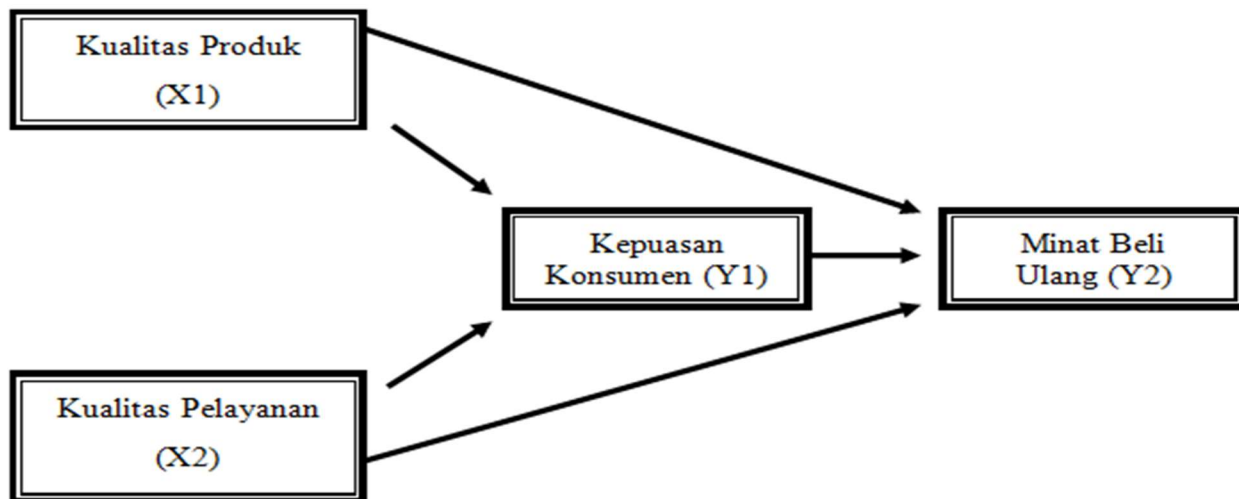 Kualitas Produk
(X1)
Kepuasan
Konsumen (Y1)
Minat Beli
Ulang (Y2)
Kualitas Pelayanan
(X2)